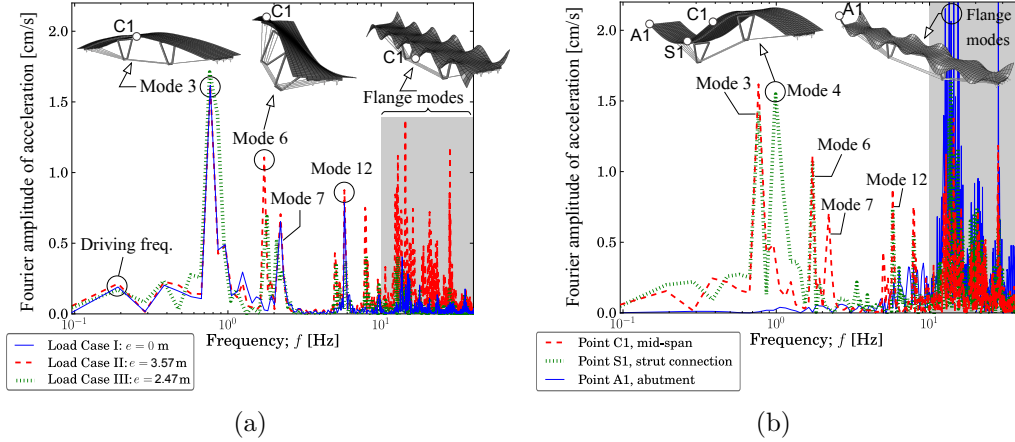 Fourier amplitude of acceleration [cm/s]
2.0
1.5
1.0
0.5
0.0
C1
C1
C1
Mode 3
Mode 6
Mode 7
Mode 12
Flange modes
Driving freq.
10⁻¹
10⁰
10¹
Frequency; f [Hz]
Load Case I: e = 0 m
Load Case II: e = 3.57 m
Load Case III: e = 2.47 m
(a)
Fourier amplitude of acceleration [cm/s]
2.0
1.5
1.0
0.5
0.0
A1
S1
C1
A1
Flange
modes
Mode 3
Mode 4
Mode 6
Mode 7
Mode 12
10⁻¹
10⁰
10¹
Frequency; f [Hz]
Point C1, mid-span
Point S1, strut connection
Point A1, abutment
(b)